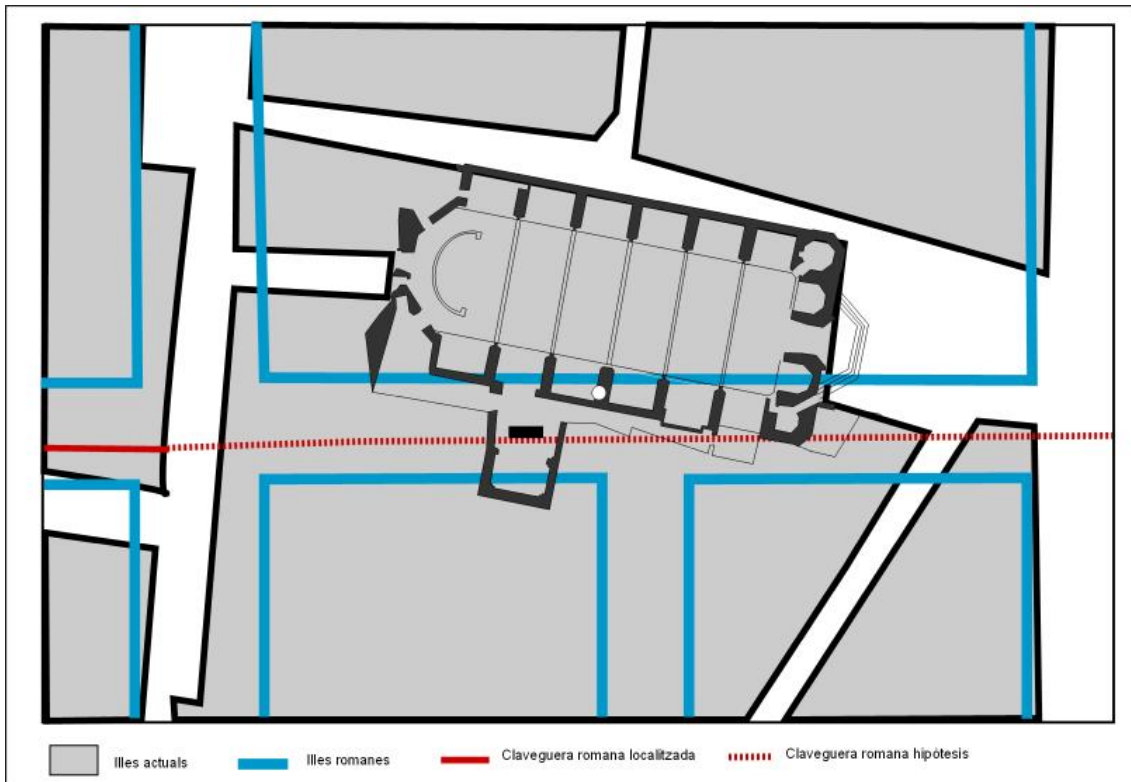 Illes actuals
Illes romanes
Claveguera romana localitzada
Claveguera romana hipòtesis